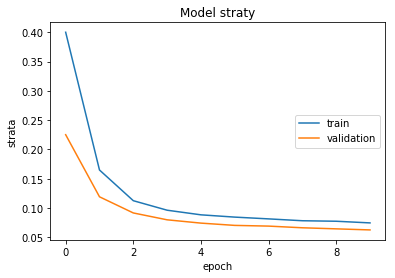 Model straty
strata
0.40
0.35
0.30
0.25
0.20
0.15
0.10
0.05
train
validation
0 2 4 6 8
epoch